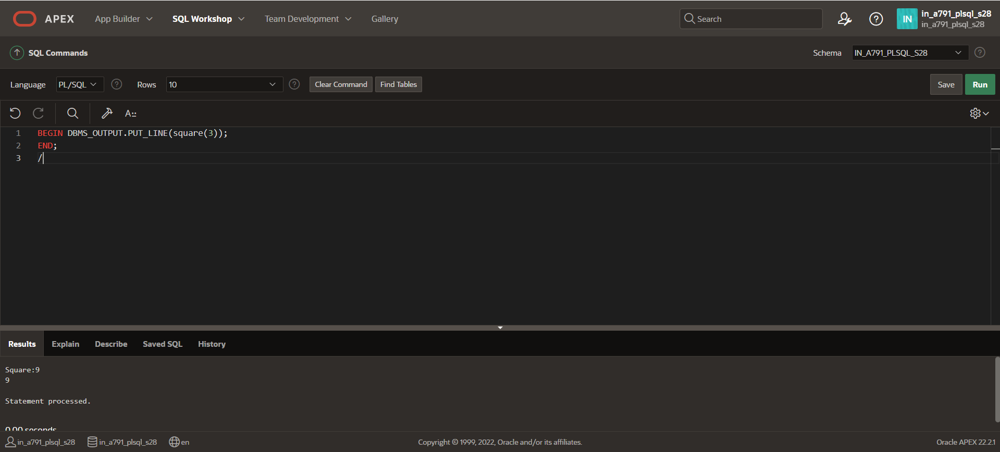 APEX App Builder SQL Workshop Team Development Gallery Search IN in_a791_plsql_s28
in_a791_plsql_s28
SQL Commands Schema IN_A791_PLSQL_S28
Language PL/SQL Rows 10 Clear Command Find Tables Save Run
A::
1 BEGIN DBMS_OUTPUT.PUT_LINE(square(3));
2 END;
3 /
Results Explain Describe Saved SQL History
Square:9
9
Statement processed.
0.00 seconds
in_a791_plsql_s28 in_a791_plsql_s28 en Copyright © 1999, 2022, Oracle and/or its affiliates. Oracle APEX 22.2.1